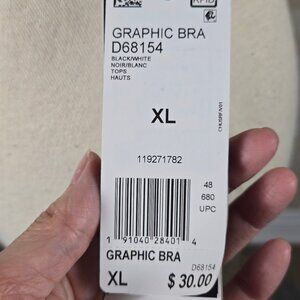 RFID
GRAPHIC BRA
D68154
BLACK/WHITE
NOIR/BLANC
TOPS
HAUTS
XL
119271782
48
680
UPC
1 91040 28401 4
GRAPHIC BRA
D68154
XL
$ 30.00